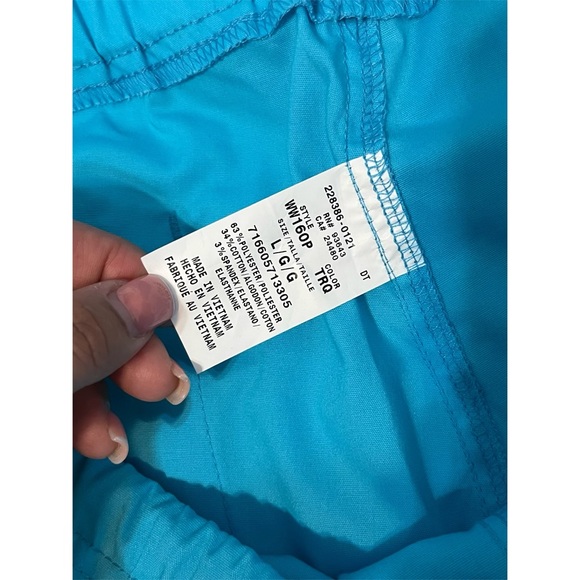 228386-0121 DT
RN# 93643
CA# 24480
STYLE COLOR
WW160P TRQ
SIZE/TALLA/TAILLE
L/G/G
716605713305
63%POLYESTER/POLIESTER
34%COTTON/ALGODON/COTON
3%SPANDEX/ELASTANO/
ELASTHANNE
MADE IN VIETNAM
HECHO EN VIETNAM
FABRIQUE AU VIETNAM